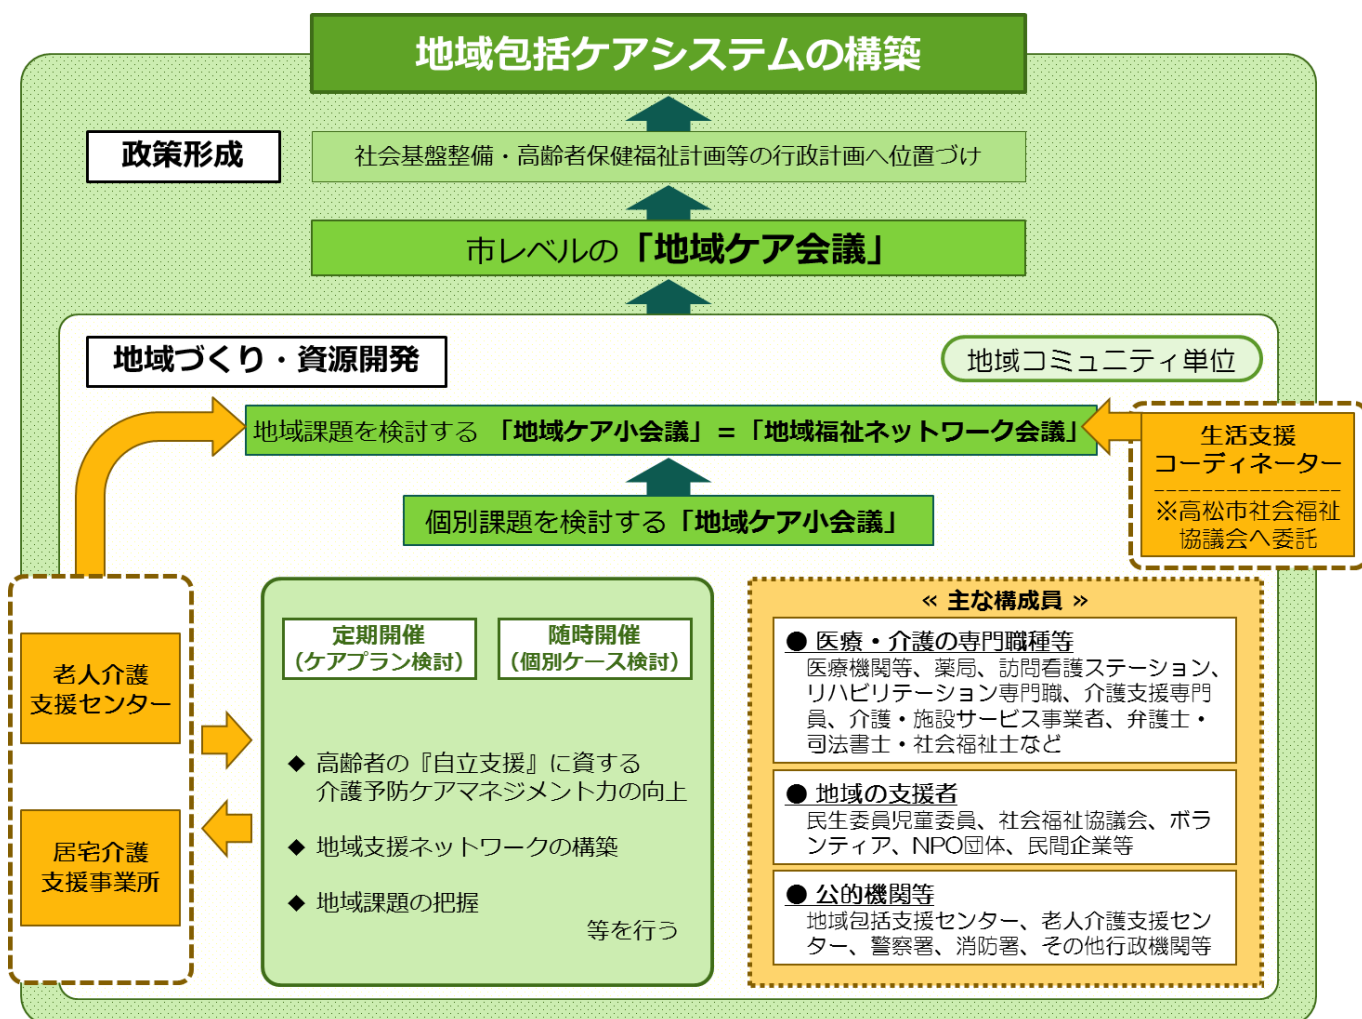 地域包括ケアシステムの構築
政策形成
社会基盤整備・高齢者保健福祉計画等の行政計画へ位置づけ
市レベルの「地域ケア会議」
地域づくり・資源開発
地域コミュニティ単位
地域課題を検討する 「地域ケア小会議」＝「地域福祉ネットワーク会議」
生活支援
コーディネーター
----------------
※高松市社会福祉
協議会へ委託
個別課題を検討する「地域ケア小会議」
老人介護
支援センター
居宅介護
支援事業所
定期開催
（ケアプラン検討）
随時開催
（個別ケース検討）
◆ 高齢者の『自立支援』に資する
介護予防ケアマネジメント力の向上
◆ 地域支援ネットワークの構築
◆ 地域課題の把握
等を行う
≪ 主な構成員 ≫
● 医療・介護の専門職種等
医療機関等、薬局、訪問看護ステーション、
リハビリテーション専門職、介護支援専門
員、介護・施設サービス事業者、弁護士・
司法書士・社会福祉士など
● 地域の支援者
民生委員児童委員、社会福祉協議会、ボラ
ンティア、NPO団体、民間企業等
● 公的機関等
地域包括支援センター、老人介護支援セン
ター、警察署、消防署、その他行政機関等